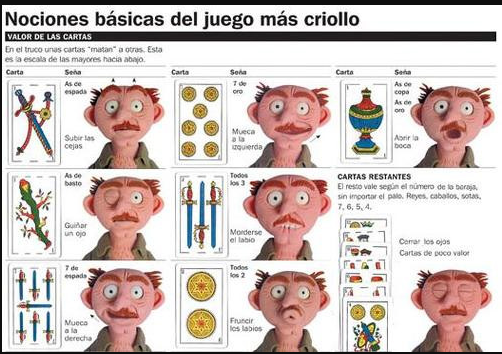 Nociones básicas del juego más criollo
VALOR DE LAS CARTAS
En el truco unas cartas "matan" a otras. Esta
es la escala de las mayores hacia abajo.
Carta
Seña
Carta
Seña
Carta
Seña
As de
espada
Subir las
cejas
7 de
oro
Mueca
a la
izquierda
As de
copa
As de
oro
Abrir la
boca
As de
basto
Guiñar
un ojo
Todos
los 3
Morderse
el labio
CARTAS RESTANTES
El resto vale según el número de la baraja,
sin importar el palo. Reyes, caballos, sotas,
7, 6, 5, 4.
Cerrar los ojos
Cartas de poco valor
7 de
espada
Mueca
a la
derecha
Todos
los 2
Fruncir
los labios